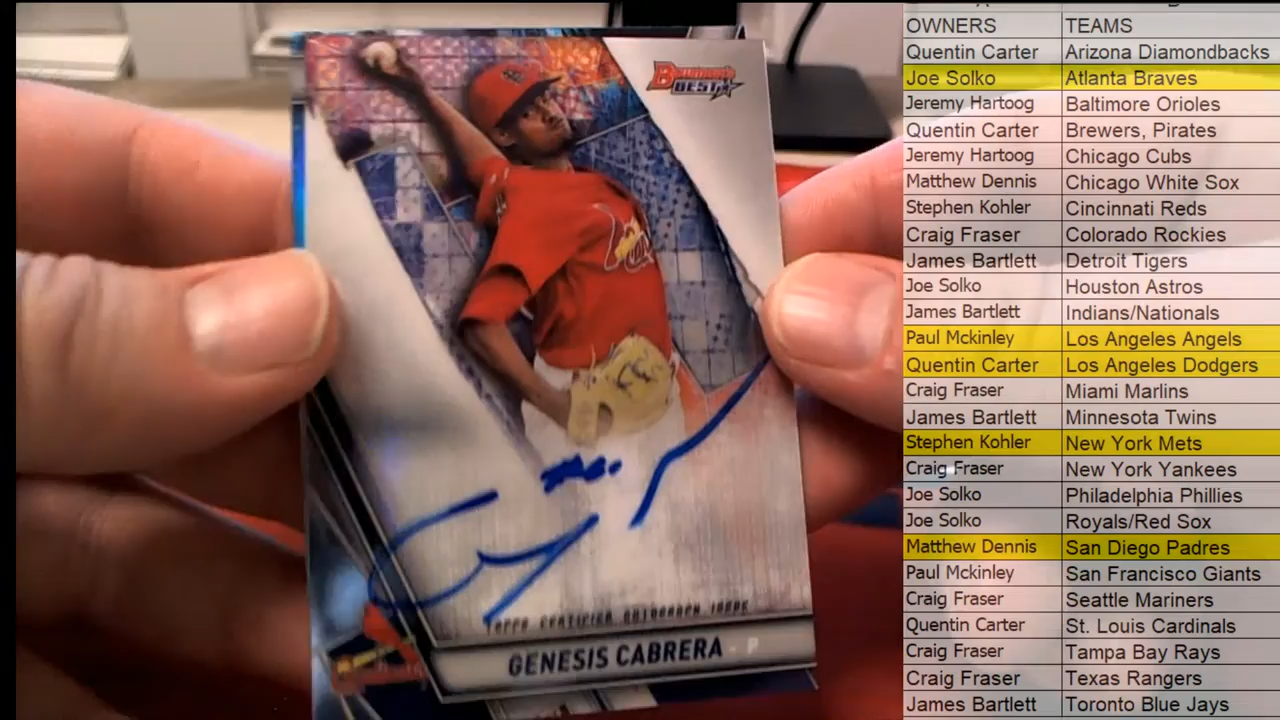 BOWMAN'S
BEST
TOPPS CERTIFIED AUTOGRAPH ISSUE
GENESIS CABRERA - P
OWNERS TEAMS
Quentin Carter Arizona Diamondbacks
Joe Solko Atlanta Braves
Jeremy Hartoog Baltimore Orioles
Quentin Carter Brewers, Pirates
Jeremy Hartoog Chicago Cubs
Matthew Dennis Chicago White Sox
Stephen Kohler Cincinnati Reds
Craig Fraser Colorado Rockies
James Bartlett Detroit Tigers
Joe Solko Houston Astros
James Bartlett Indians/Nationals
Paul Mckinley Los Angeles Angels
Quentin Carter Los Angeles Dodgers
Craig Fraser Miami Marlins
James Bartlett Minnesota Twins
Stephen Kohler New York Mets
Craig Fraser New York Yankees
Joe Solko Philadelphia Phillies
Joe Solko Royals/Red Sox
Matthew Dennis San Diego Padres
Paul Mckinley San Francisco Giants
Craig Fraser Seattle Mariners
Quentin Carter St. Louis Cardinals
Craig Fraser Tampa Bay Rays
Craig Fraser Texas Rangers
James Bartlett Toronto Blue Jays